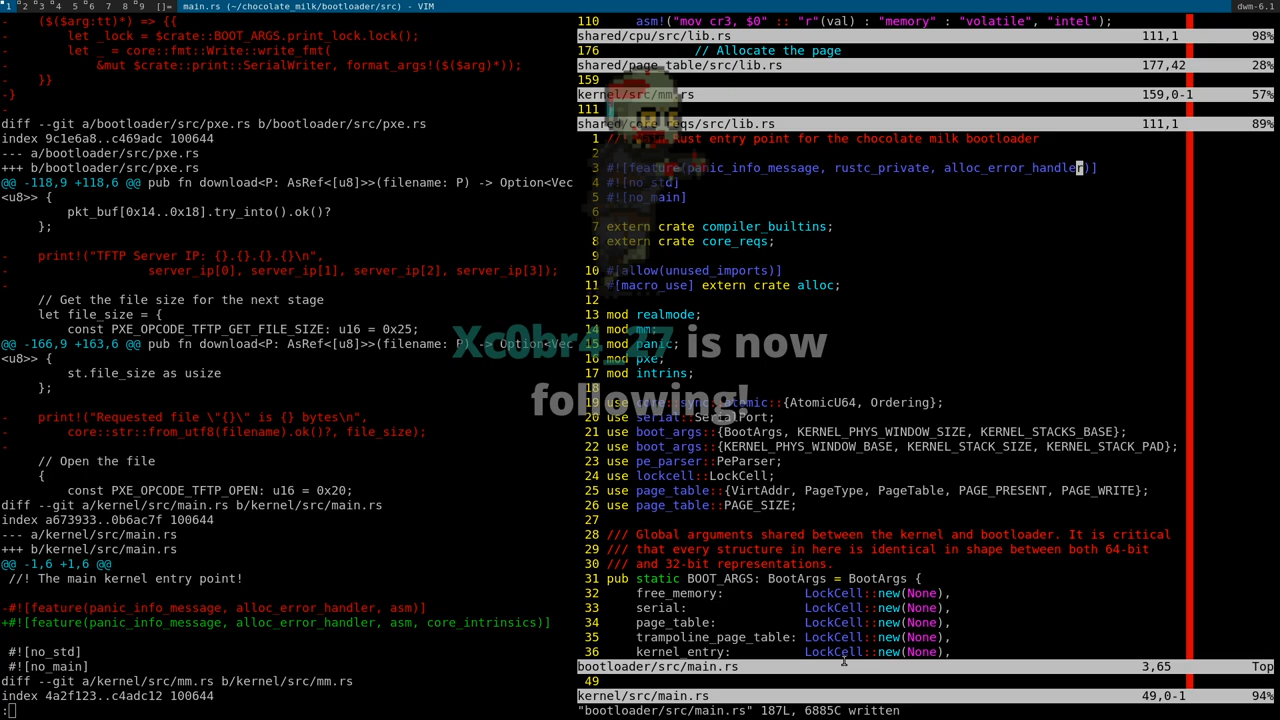 1 2 3 4 5 6 7 8 9 []= main.rs (~/chocolate_milk/bootloader/src) - VIM dwm-6.1
-    ($($arg:tt)*) => {{
-        let _lock = $crate::BOOT_ARGS.print_lock.lock();
-        let _ = core::fmt::Write::write_fmt(
-            &mut $crate::print::SerialWriter, format_args!($($arg)*));
-    }}
-}
-
diff --git a/bootloader/src/pxe.rs b/bootloader/src/pxe.rs
index 9c1e6a8..c469adc 100644
--- a/bootloader/src/pxe.rs
+++ b/bootloader/src/pxe.rs
@@ -118,9 +118,6 @@ pub fn download<P: AsRef<[u8]>>(filename: P) -> Option<Vec
<u8>> {
         pkt_buf[0x14..0x18].try_into().ok()?
     };
-    print!("TFTP Server IP: {}.{}.{}.{}\n",
-                   server_ip[0], server_ip[1], server_ip[2], server_ip[3]);
-
     // Get the file size for the next stage
     let file_size = {
         const PXE_OPCODE_TFTP_GET_FILE_SIZE: u16 = 0x25;
@@ -166,9 +163,6 @@ pub fn download<P: AsRef<[u8]>>(filename: P) -> Option<Vec
<u8>> {
         st.file_size as usize
     };
-    print!("Requested file \"{}\" is {} bytes\n",
-        core::str::from_utf8(filename).ok()?, file_size);
-
     // Open the file
     {
         const PXE_OPCODE_TFTP_OPEN: u16 = 0x20;
diff --git a/kernel/src/main.rs b/kernel/src/main.rs
index a673933..0b6ac7f 100644
--- a/kernel/src/main.rs
+++ b/kernel/src/main.rs
@@ -1,6 +1,6 @@
 //! The main kernel entry point!
-#![feature(panic_info_message, alloc_error_handler, asm)]
+#![feature(panic_info_message, alloc_error_handler, asm, core_intrinsics)]
 #![no_std]
 #![no_main]
diff --git a/kernel/src/mm.rs b/kernel/src/mm.rs
index 4a2f123..c4adc12 100644
:
110     asm!("mov cr3, $0" :: "r"(val) : "memory" : "volatile", "intel");
shared/cpu/src/lib.rs 111,1 98%
176             // Allocate the page
shared/page_table/src/lib.rs 177,42 28%
159
kernel/src/mm.rs 159,0-1 57%
111
shared/core_reqs/src/lib.rs 111,1 89%
1 //! Main Rust entry point for the chocolate milk bootloader
2
3 #![feature(panic_info_message, rustc_private, alloc_error_handler)]
4 #![no_std]
5 #![no_main]
6
7 extern crate compiler_builtins;
8 extern crate core_reqs;
9
10 #[allow(unused_imports)]
11 #[macro_use] extern crate alloc;
12
13 mod realmode;
14 mod mm;
15 mod panic;
16 mod pxe;
17 mod intrins;
18
19 use core::sync::atomic::{AtomicU64, Ordering};
20 use serial::SerialPort;
21 use boot_args::{BootArgs, KERNEL_PHYS_WINDOW_SIZE, KERNEL_STACKS_BASE};
22 use boot_args::{KERNEL_PHYS_WINDOW_BASE, KERNEL_STACK_SIZE, KERNEL_STACK_PAD};
23 use pe_parser::PeParser;
24 use lockcell::LockCell;
25 use page_table::{VirtAddr, PageType, PageTable, PAGE_PRESENT, PAGE_WRITE};
26 use page_table::PAGE_SIZE;
27
28 /// Global arguments shared between the kernel and bootloader. It is critical
29 /// that every structure in here is identical in shape between both 64-bit
30 /// and 32-bit representations.
31 pub static BOOT_ARGS: BootArgs = BootArgs {
32     free_memory:           LockCell::new(None),
33     serial:                LockCell::new(None),
34     page_table:            LockCell::new(None),
35     trampoline_page_table: LockCell::new(None),
36     kernel_entry:          LockCell::new(None),
bootloader/src/main.rs 3,65 Top
49
kernel/src/main.rs 49,0-1 94%
"bootloader/src/main.rs" 187L, 6885C written
Xc0br4_27 is now
following!